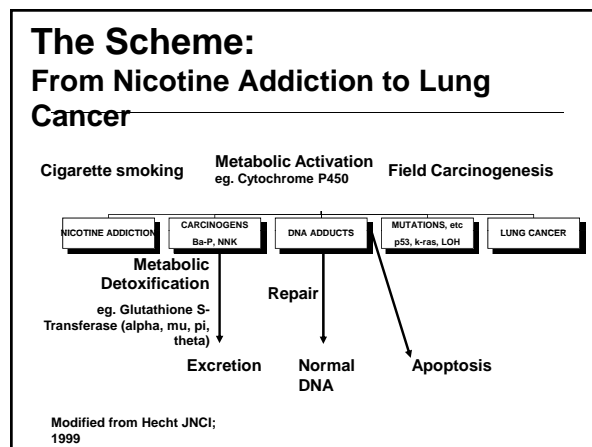 The Scheme:
From Nicotine Addiction to Lung
Cancer
Cigarette smoking
Metabolic Activation
eg. Cytochrome P450
Field Carcinogenesis
NICOTINE ADDICTION
CARCINOGENS
Ba-P, NNK
DNA ADDUCTS
MUTATIONS, etc
p53, k-ras, LOH
LUNG CANCER
Metabolic
Detoxification
eg. Glutathione S-
Transferase (alpha, mu, pi,
theta)
Repair
Excretion
Normal
DNA
Apoptosis
Modified from Hecht JNCI;
1999